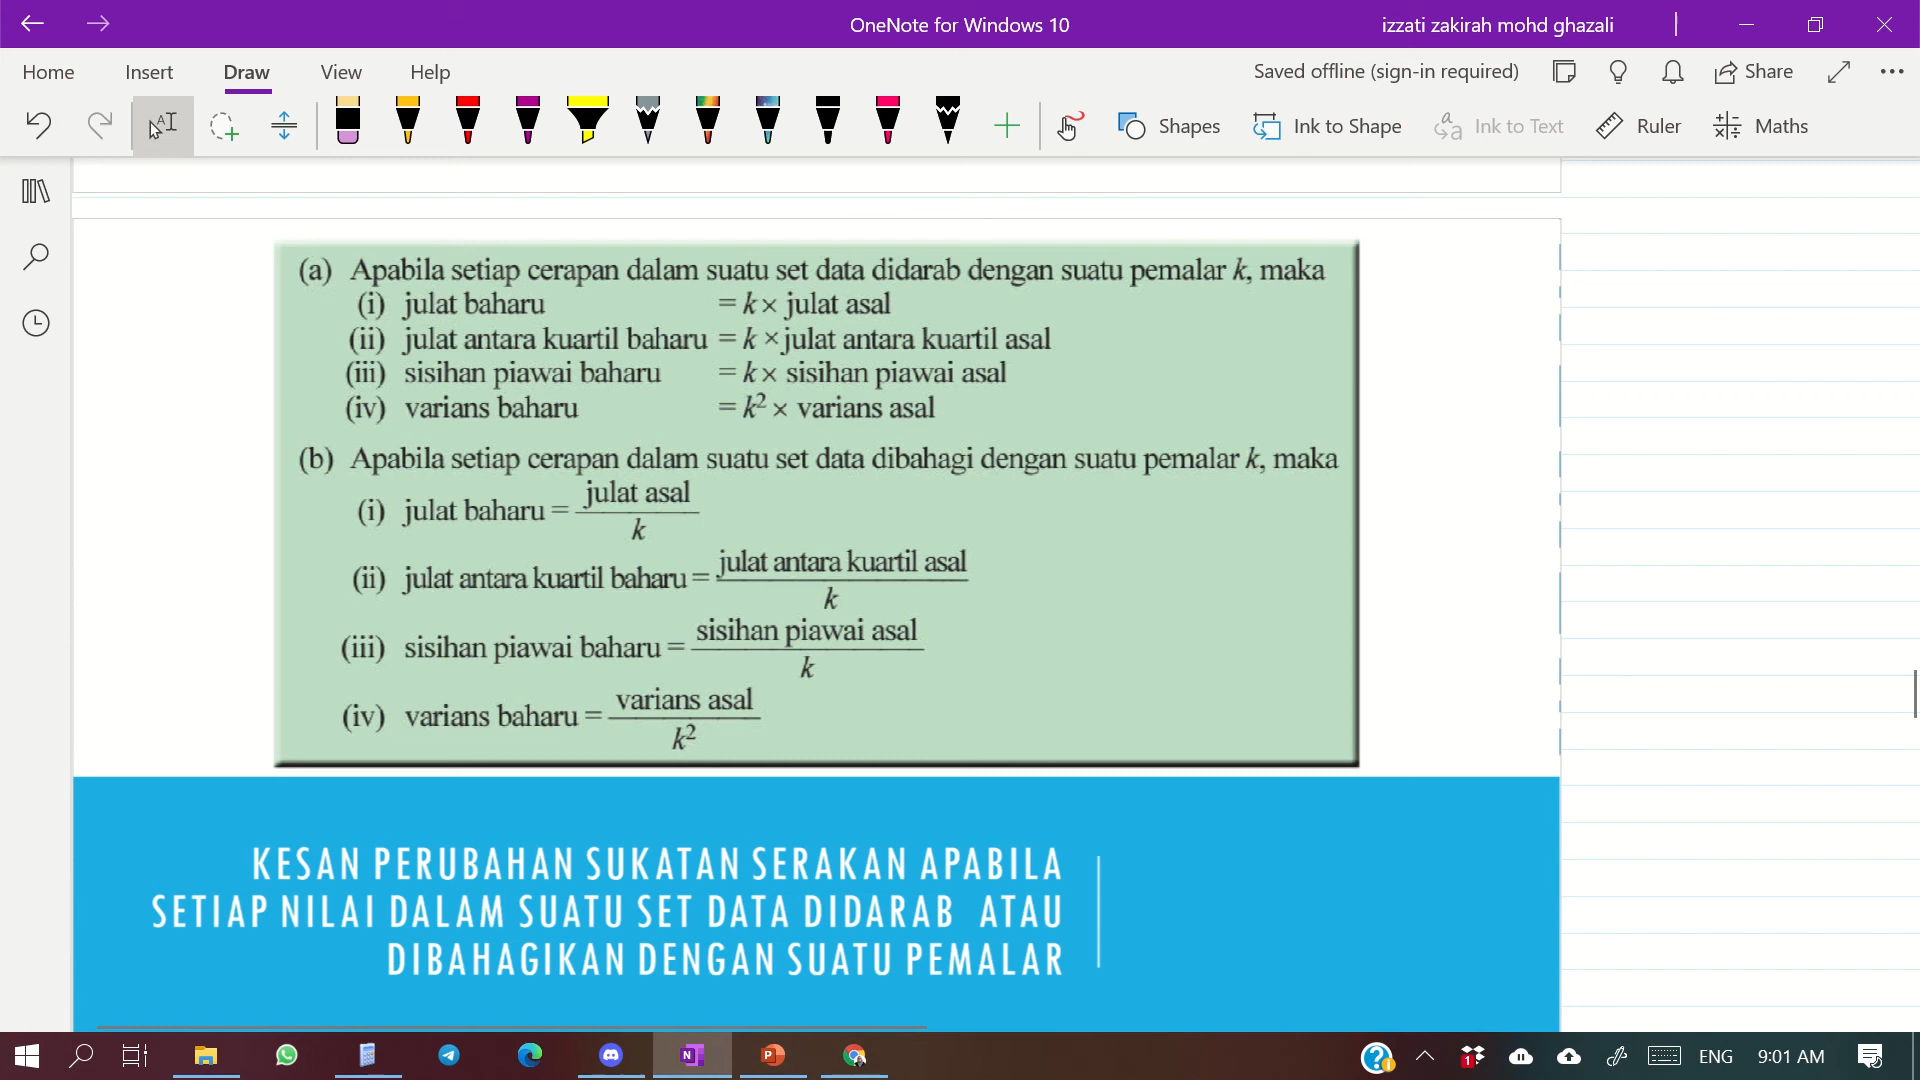 OneNote for Windows 10
izzati zakirah mohd ghazali
Home Insert Draw View Help
Saved offline (sign-in required)
Share
Shapes
Ink to Shape
Ink to Text
Ruler
Maths
(a) Apabila setiap cerapan dalam suatu set data didarab dengan suatu pemalar k, maka
(i) julat baharu = k × julat asal
(ii) julat antara kuartil baharu = k × julat antara kuartil asal
(iii) sisihan piawai baharu = k × sisihan piawai asal
(iv) varians baharu = k² × varians asal
(b) Apabila setiap cerapan dalam suatu set data dibahagi dengan suatu pemalar k, maka
(i) julat baharu = julat asal / k
(ii) julat antara kuartil baharu = julat antara kuartil asal / k
(iii) sisihan piawai baharu = sisihan piawai asal / k
(iv) varians baharu = varians asal / k²
KESAN PERUBAHAN SUKATAN SERAKAN APABILA
SETIAP NILAI DALAM SUATU SET DATA DIDARAB ATAU
DIBAHAGIKAN DENGAN SUATU PEMALAR
ENG
9:01 AM